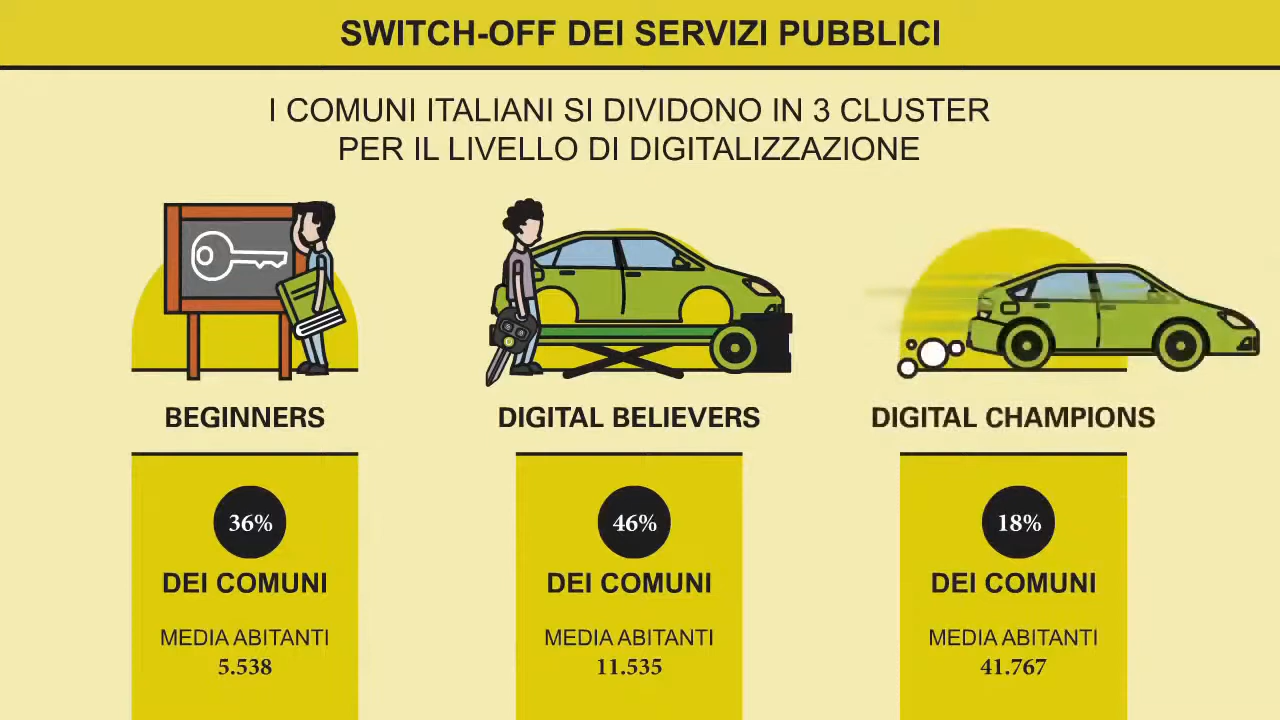 SWITCH-OFF DEI SERVIZI PUBBLICI
I COMUNI ITALIANI SI DIVIDONO IN 3 CLUSTER
PER IL LIVELLO DI DIGITALIZZAZIONE
BEGINNERS
36%
DEI COMUNI
MEDIA ABITANTI
5.538
DIGITAL BELIEVERS
46%
DEI COMUNI
MEDIA ABITANTI
11.535
DIGITAL CHAMPIONS
18%
DEI COMUNI
MEDIA ABITANTI
41.767